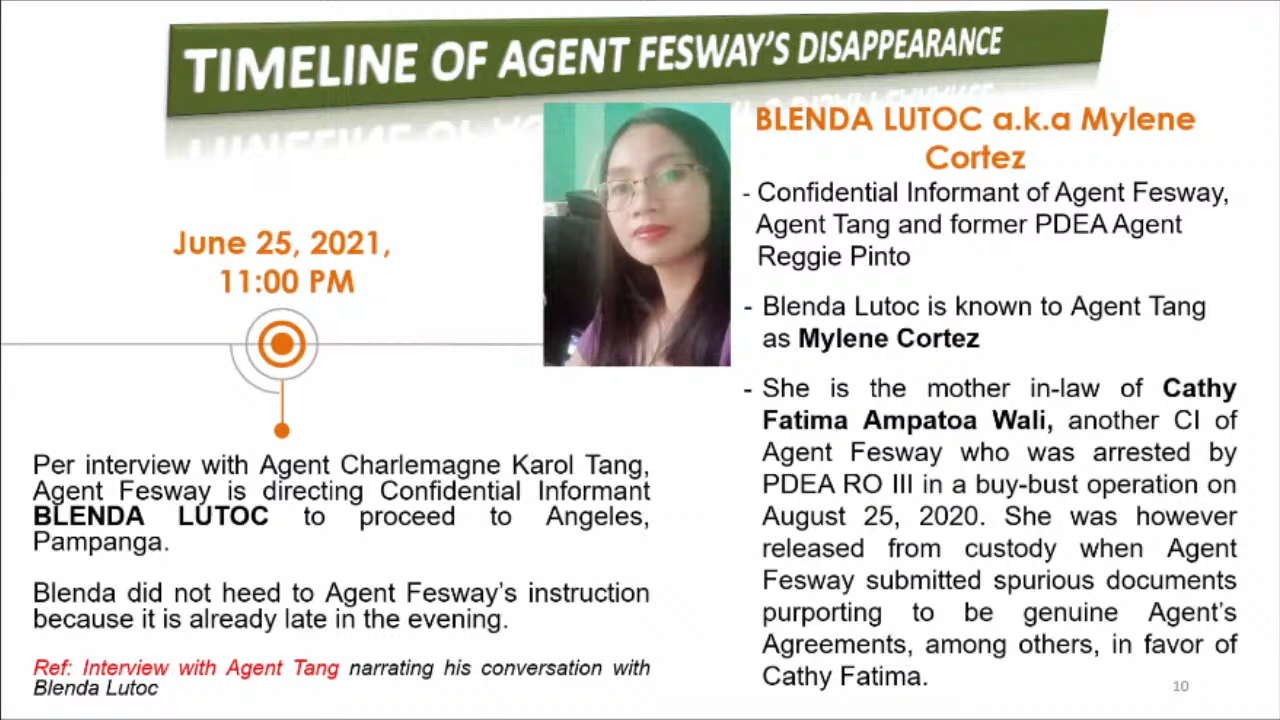 TIMELINE OF AGENT FESWAY'S DISAPPEARANCE
June 25, 2021,
11:00 PM
Per interview with Agent Charlemagne Karol Tang,
Agent Fesway is directing Confidential Informant
BLENDA LUTOC to proceed to Angeles,
Pampanga.
Blenda did not heed to Agent Fesway's instruction
because it is already late in the evening.
Ref: Interview with Agent Tang narrating his conversation with
Blenda Lutoc
BLENDA LUTOC a.k.a Mylene
Cortez
- Confidential Informant of Agent Fesway,
Agent Tang and former PDEA Agent
Reggie Pinto
- Blenda Lutoc is known to Agent Tang
as Mylene Cortez
- She is the mother in-law of Cathy
Fatima Ampatoa Wali, another CI of
Agent Fesway who was arrested by
PDEA RO III in a buy-bust operation on
August 25, 2020. She was however
released from custody when Agent
Fesway submitted spurious documents
purporting to be genuine Agent's
Agreements, among others, in favor of
Cathy Fatima.
10